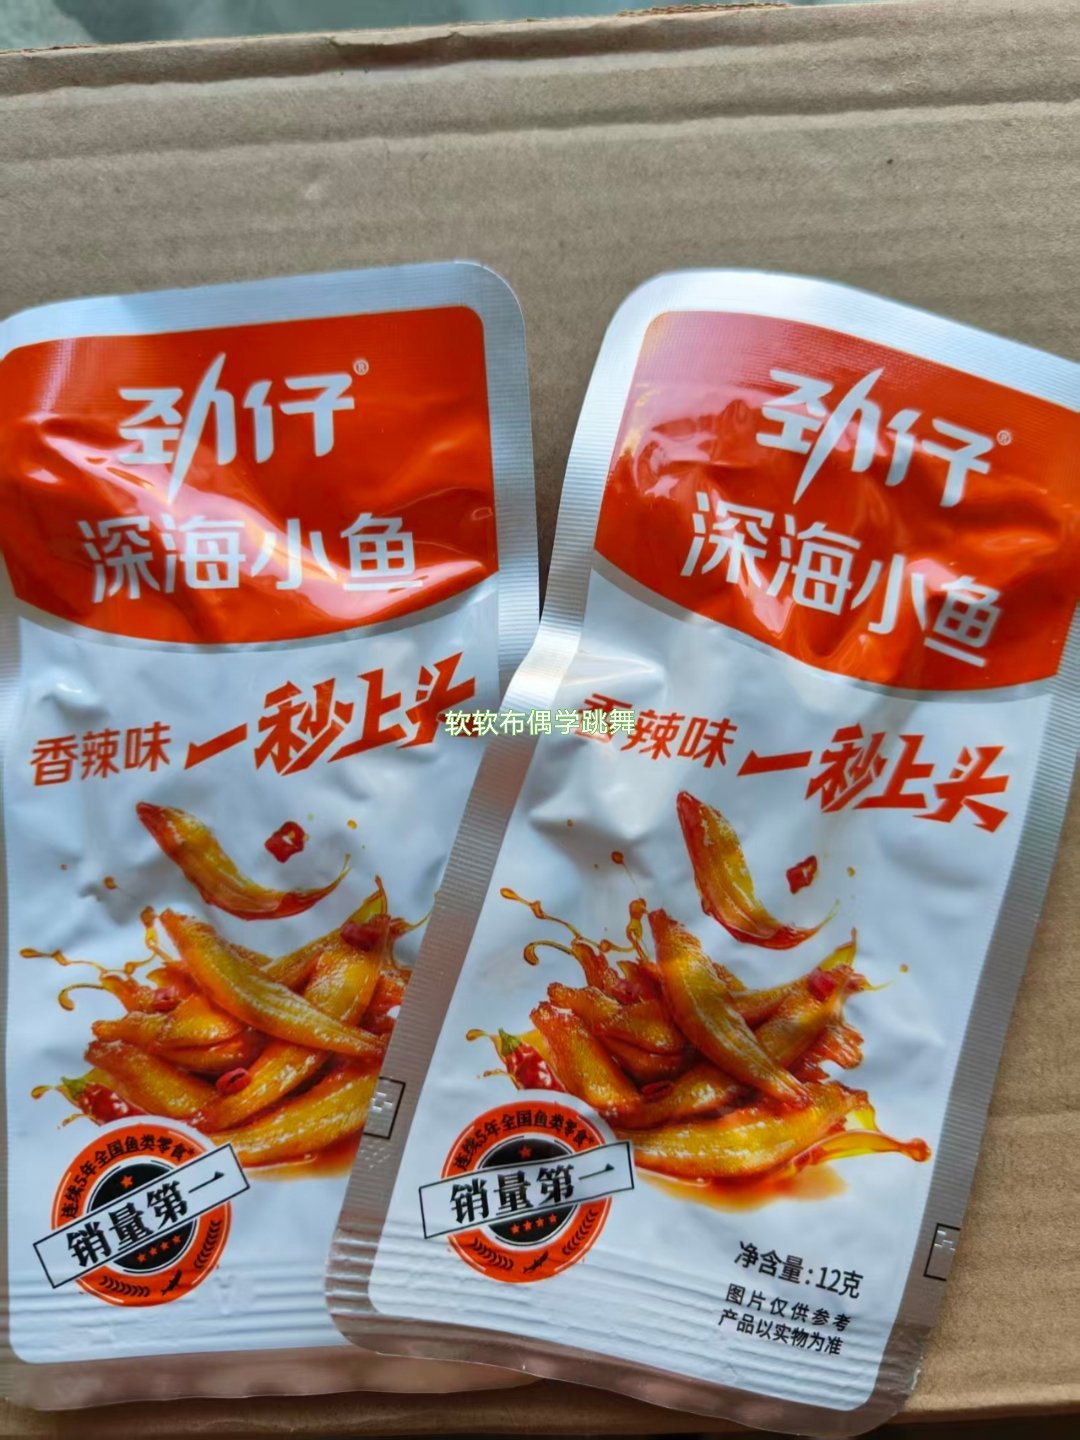 劲仔®
深海小鱼
香辣味 一秒上头
连续5年全国鱼类零食*
销量第一
劲仔®
深海小鱼
香辣味 一秒上头
连续5年全国鱼类零食*
销量第一
净含量:12克
图片仅供参考
产品以实物为准
软软布偶学跳舞